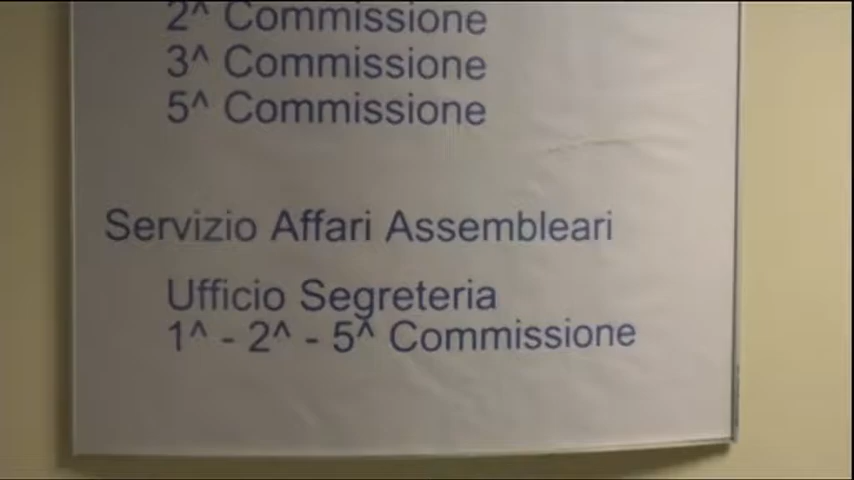 2^ Commissione
3^ Commissione
5^ Commissione
Servizio Affari Assembleari
Ufficio Segreteria
1^ - 2^ - 5^ Commissione